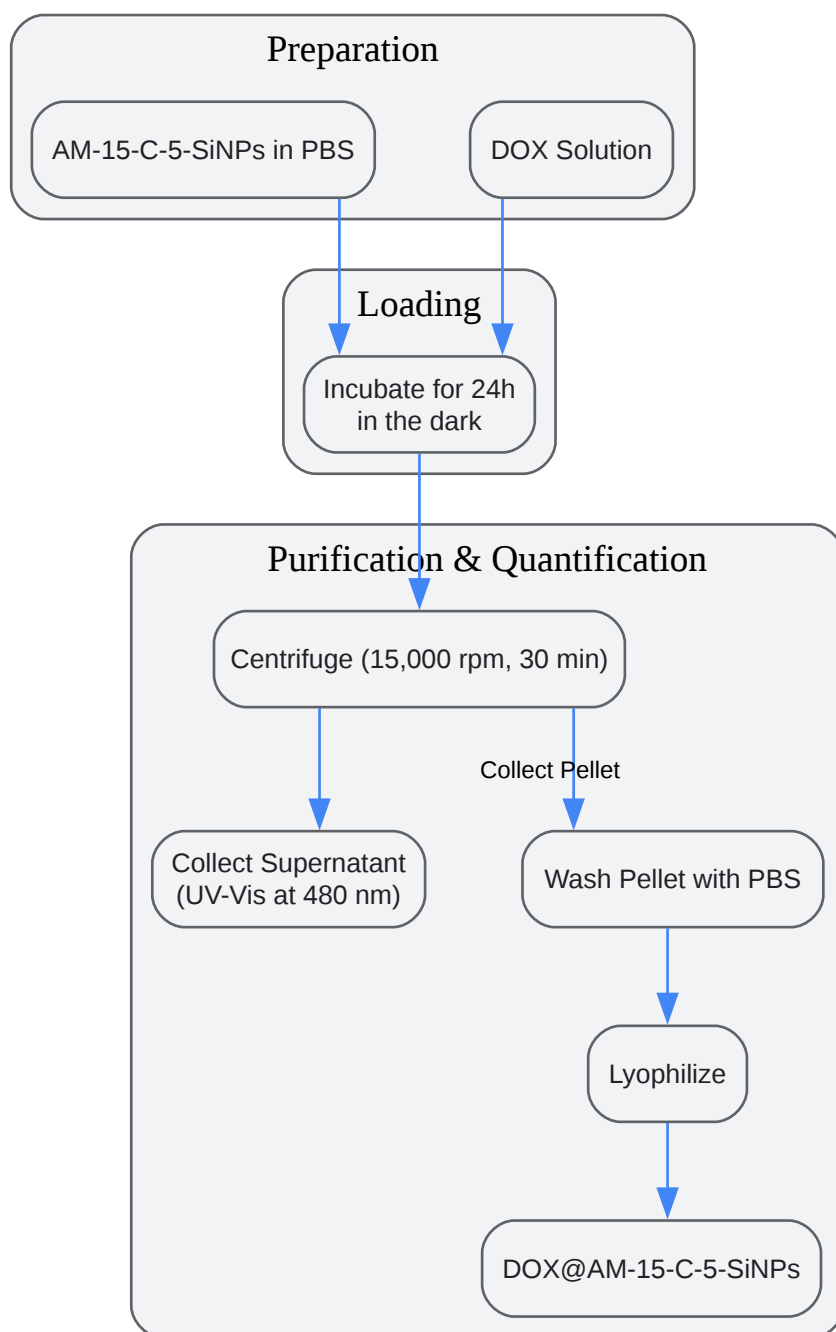 Preparation
AM-15-C-5-SiNPs in PBS
DOX Solution
Loading
Incubate for 24h
in the dark
Purification & Quantification
Centrifuge (15,000 rpm, 30 min)
Collect Pellet
Collect Supernatant
(UV-Vis at 480 nm)
Wash Pellet with PBS
Lyophilize
DOX@AM-15-C-5-SiNPs